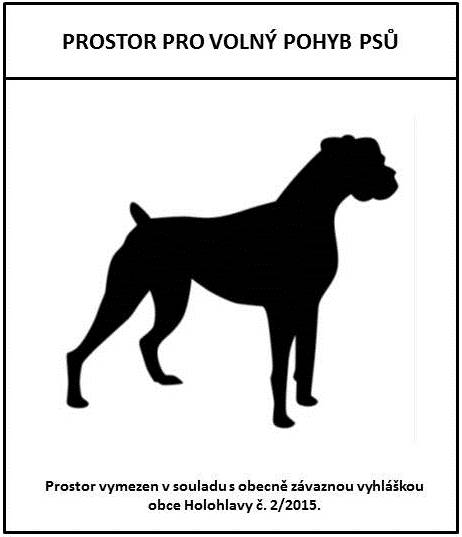 PROSTOR PRO VOLNÝ POHYB PSŮ
Prostor vymezen v souladu s obecně závaznou vyhláškou
obce Holohlavy č. 2/2015.